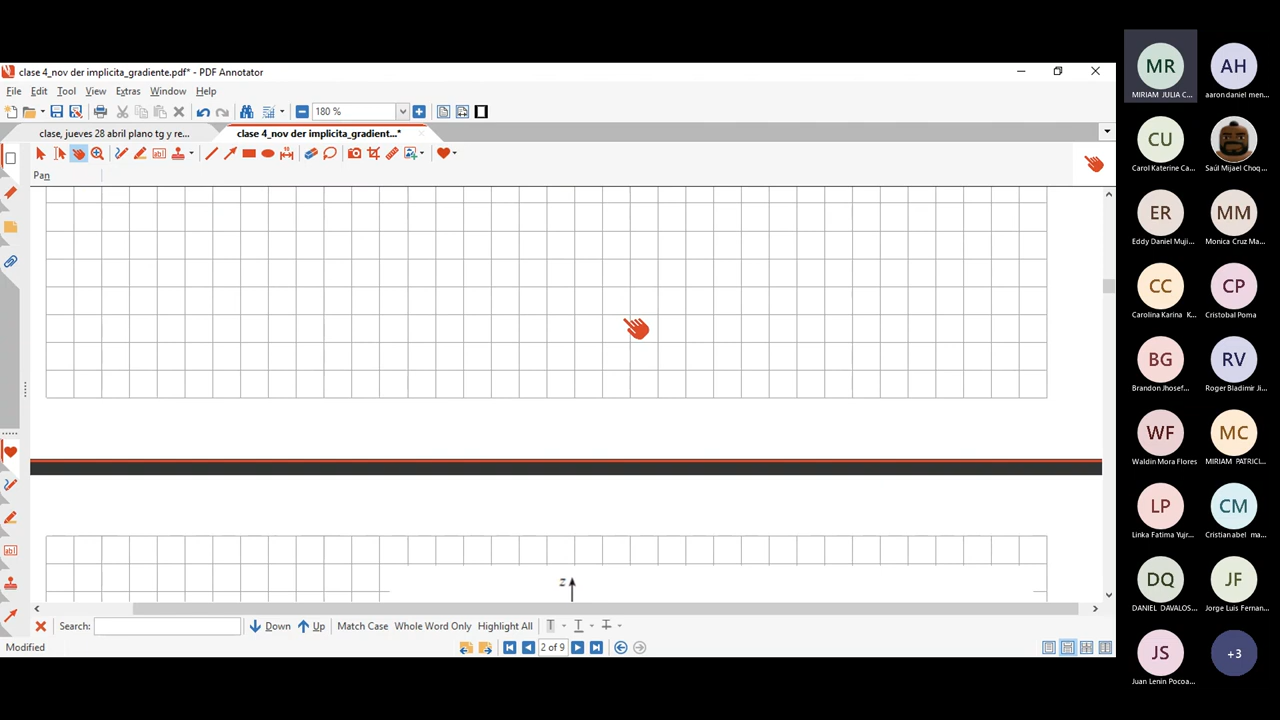 clase 4_nov der implicita_gradiente.pdf* - PDF Annotator
File Edit Tool View Extras Window Help
180 %
clase, jueves 28 abril plano tg y re...
clase 4_nov der implicita_gradient...*
Pan
z
Search: Down Up Match Case Whole Word Only Highlight All T T T
Modified
2 of 9
MR AH
MIRIAM JULIA C... aaron daniel men...
CU
Carol Katerine Ca... Saúl Mijael Choq...
ER MM
Eddy Daniel Muji... Monica Cruz Ma...
CC CP
Carolina Karina K... Cristobal Poma
BG RV
Brandon Jhosef... Roger Bladimir Ji...
WF MC
Waldin Mora Flores MIRIAM PATRICI...
LP CM
Linka Fatima Yujr... Cristian abel ma...
DQ JF
DANIEL DAVALOS... Jorge Luis Fernan...
JS +3
Juan Lenin Pocoa...